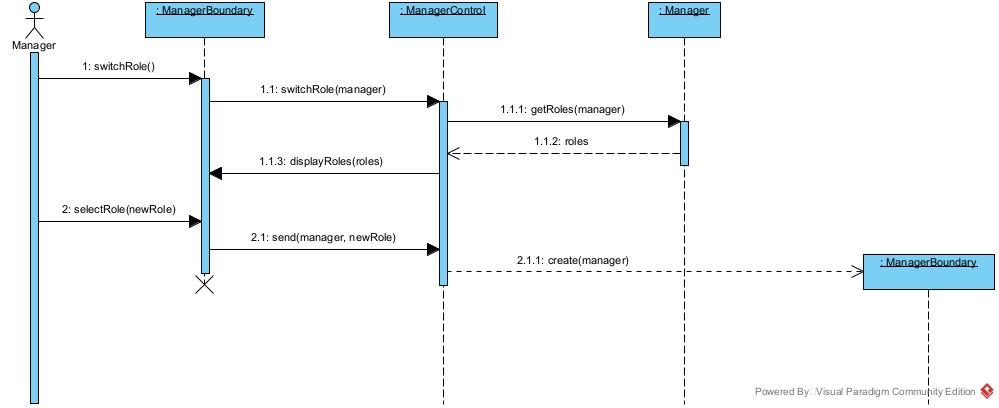 : ManagerBoundary
: ManagerControl
: Manager
Manager
1: switchRole()
1.1: switchRole(manager)
1.1.1: getRoles(manager)
1.1.2: roles
1.1.3: displayRoles(roles)
2: selectRole(newRole)
2.1: send(manager, newRole)
2.1.1: create(manager)
: ManagerBoundary
Powered By Visual Paradigm Community Edition